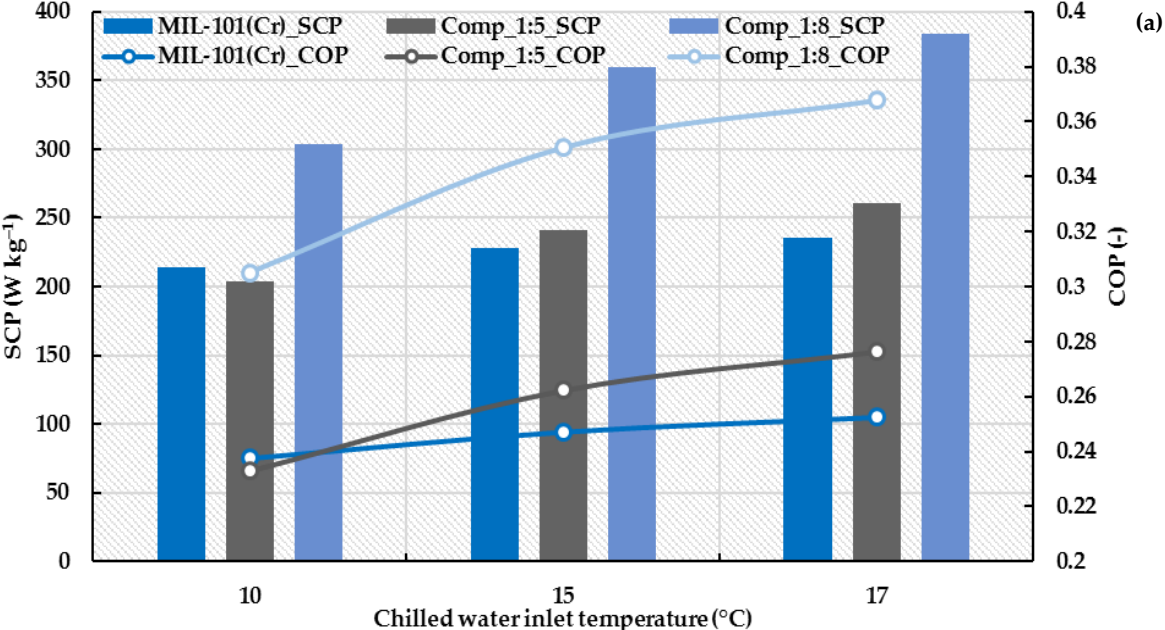 (a)
MIL-101(Cr)_SCP Comp_1:5_SCP Comp_1:8_SCP
MIL-101(Cr)_COP Comp_1:5_COP Comp_1:8_COP
SCP (W kg⁻¹)
400
350
300
250
200
150
100
50
0
0.4
0.38
0.36
0.34
0.32
0.3
0.28
0.26
0.24
0.22
0.2
COP (-)
10 15 17
Chilled water inlet temperature (°C)